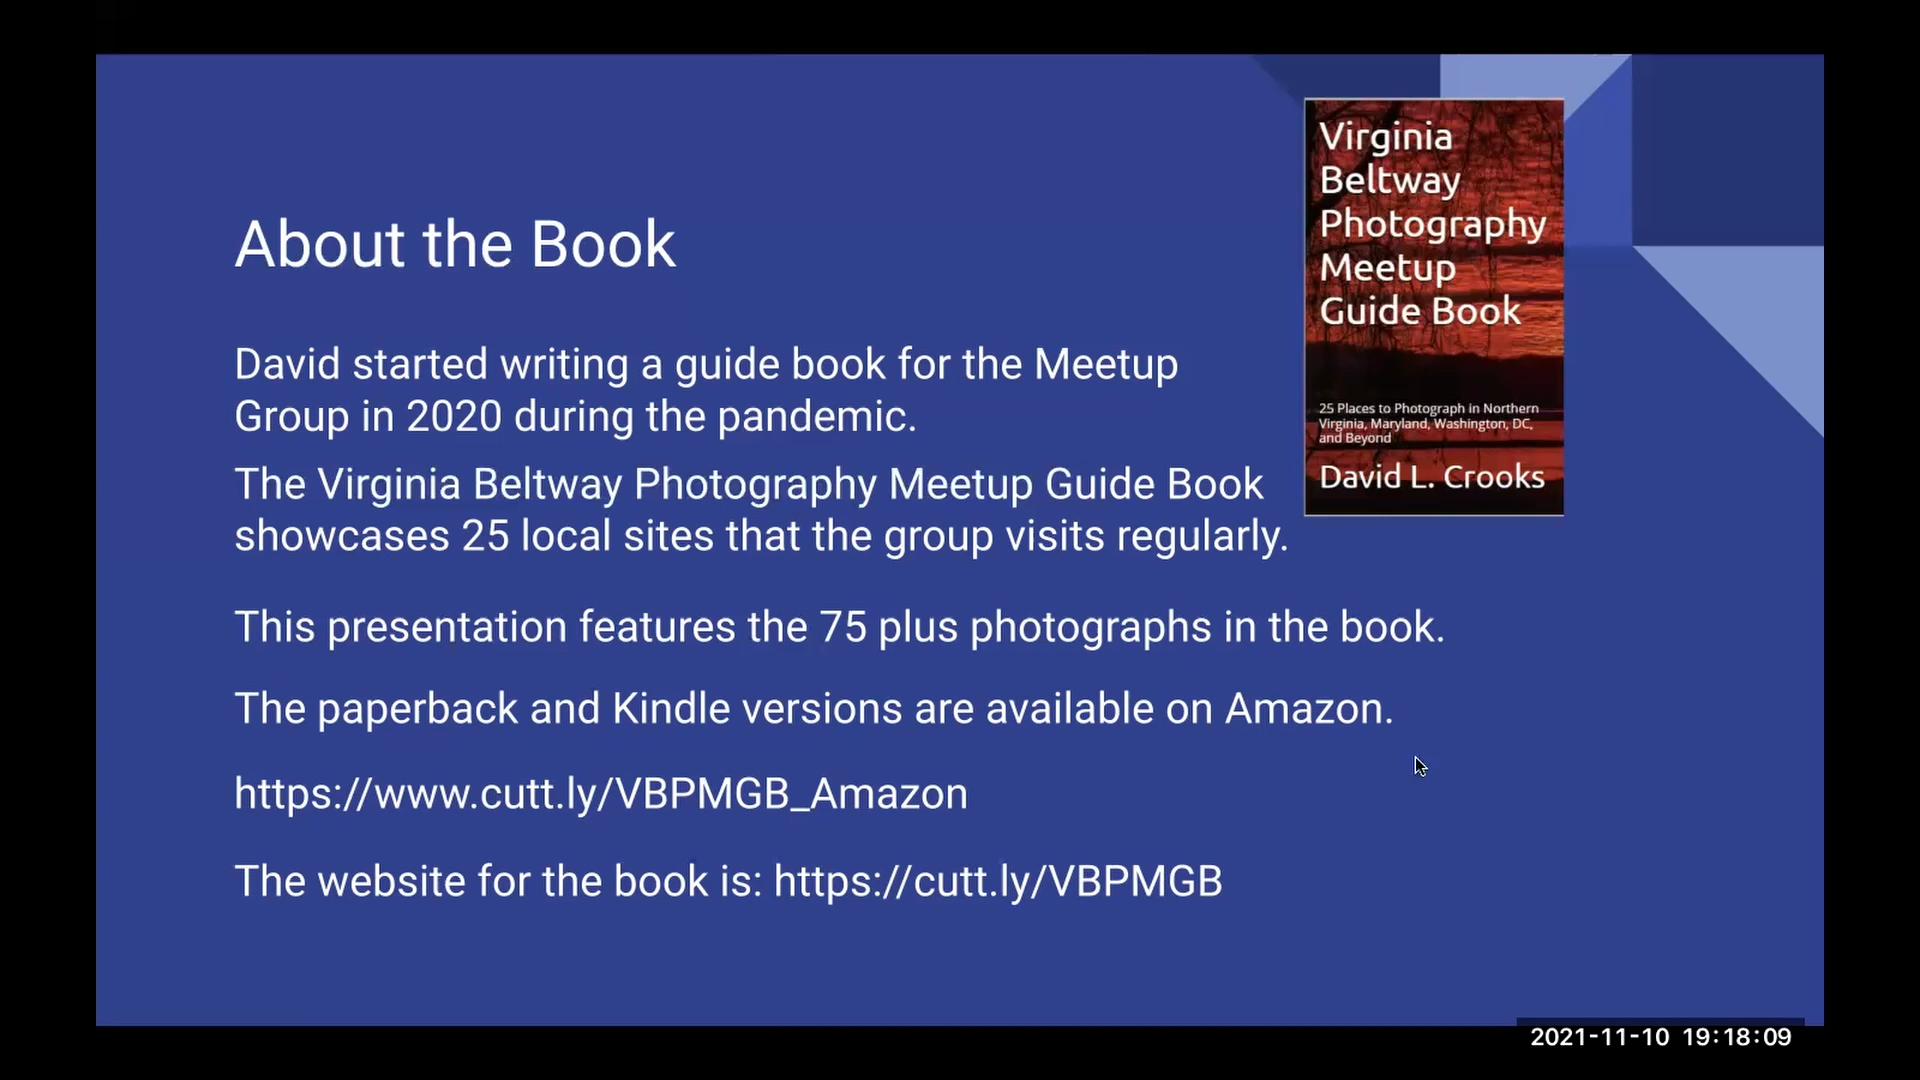 About the Book
David started writing a guide book for the Meetup
Group in 2020 during the pandemic.
The Virginia Beltway Photography Meetup Guide Book
showcases 25 local sites that the group visits regularly.
This presentation features the 75 plus photographs in the book.
The paperback and Kindle versions are available on Amazon.
https://www.cutt.ly/VBPMGB_Amazon
The website for the book is: https://cutt.ly/VBPMGB
Virginia
Beltway
Photography
Meetup
Guide Book
25 Places to Photograph in Northern
Virginia, Maryland, Washington, DC,
and Beyond
David L. Crooks
2021-11-10 19:18:09